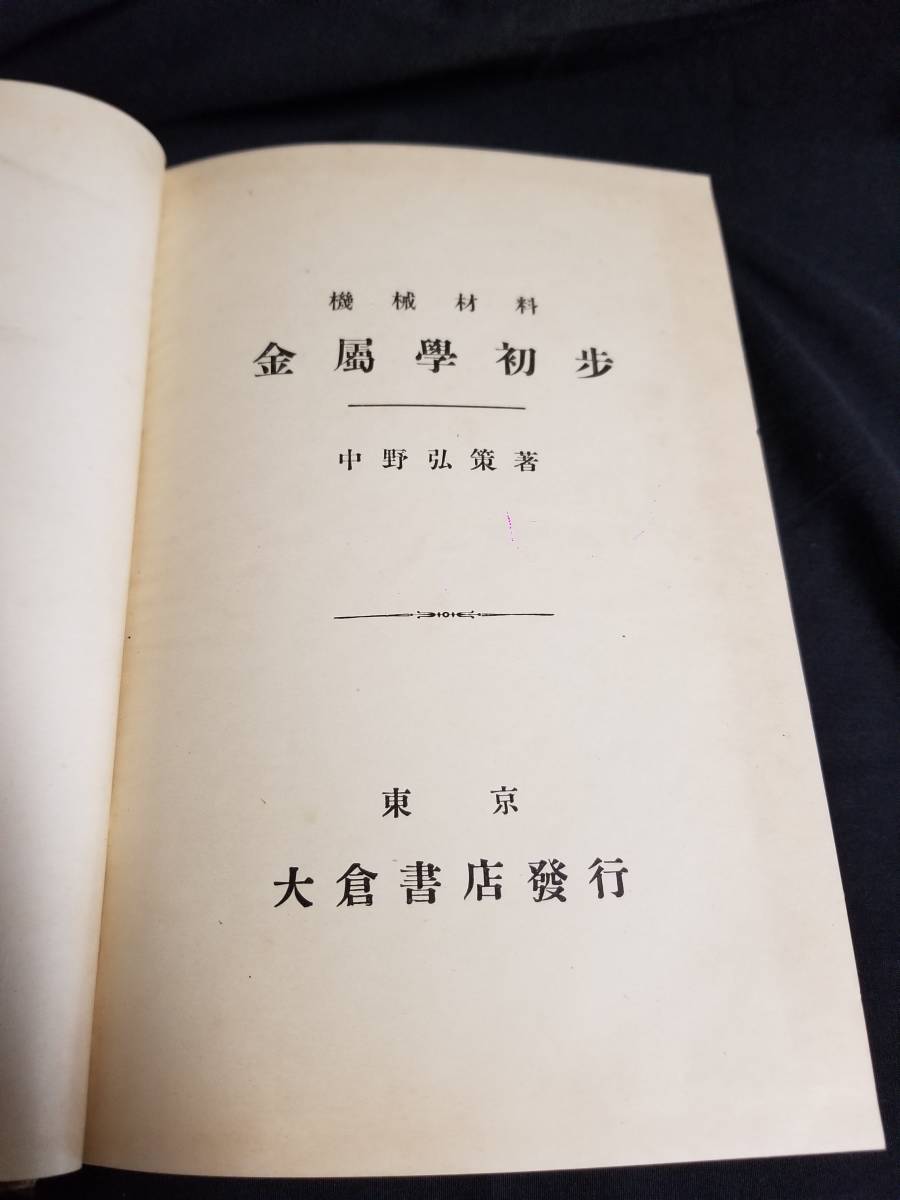 機械材料
金屬學初步
中野弘策著
東京
大倉書店發行